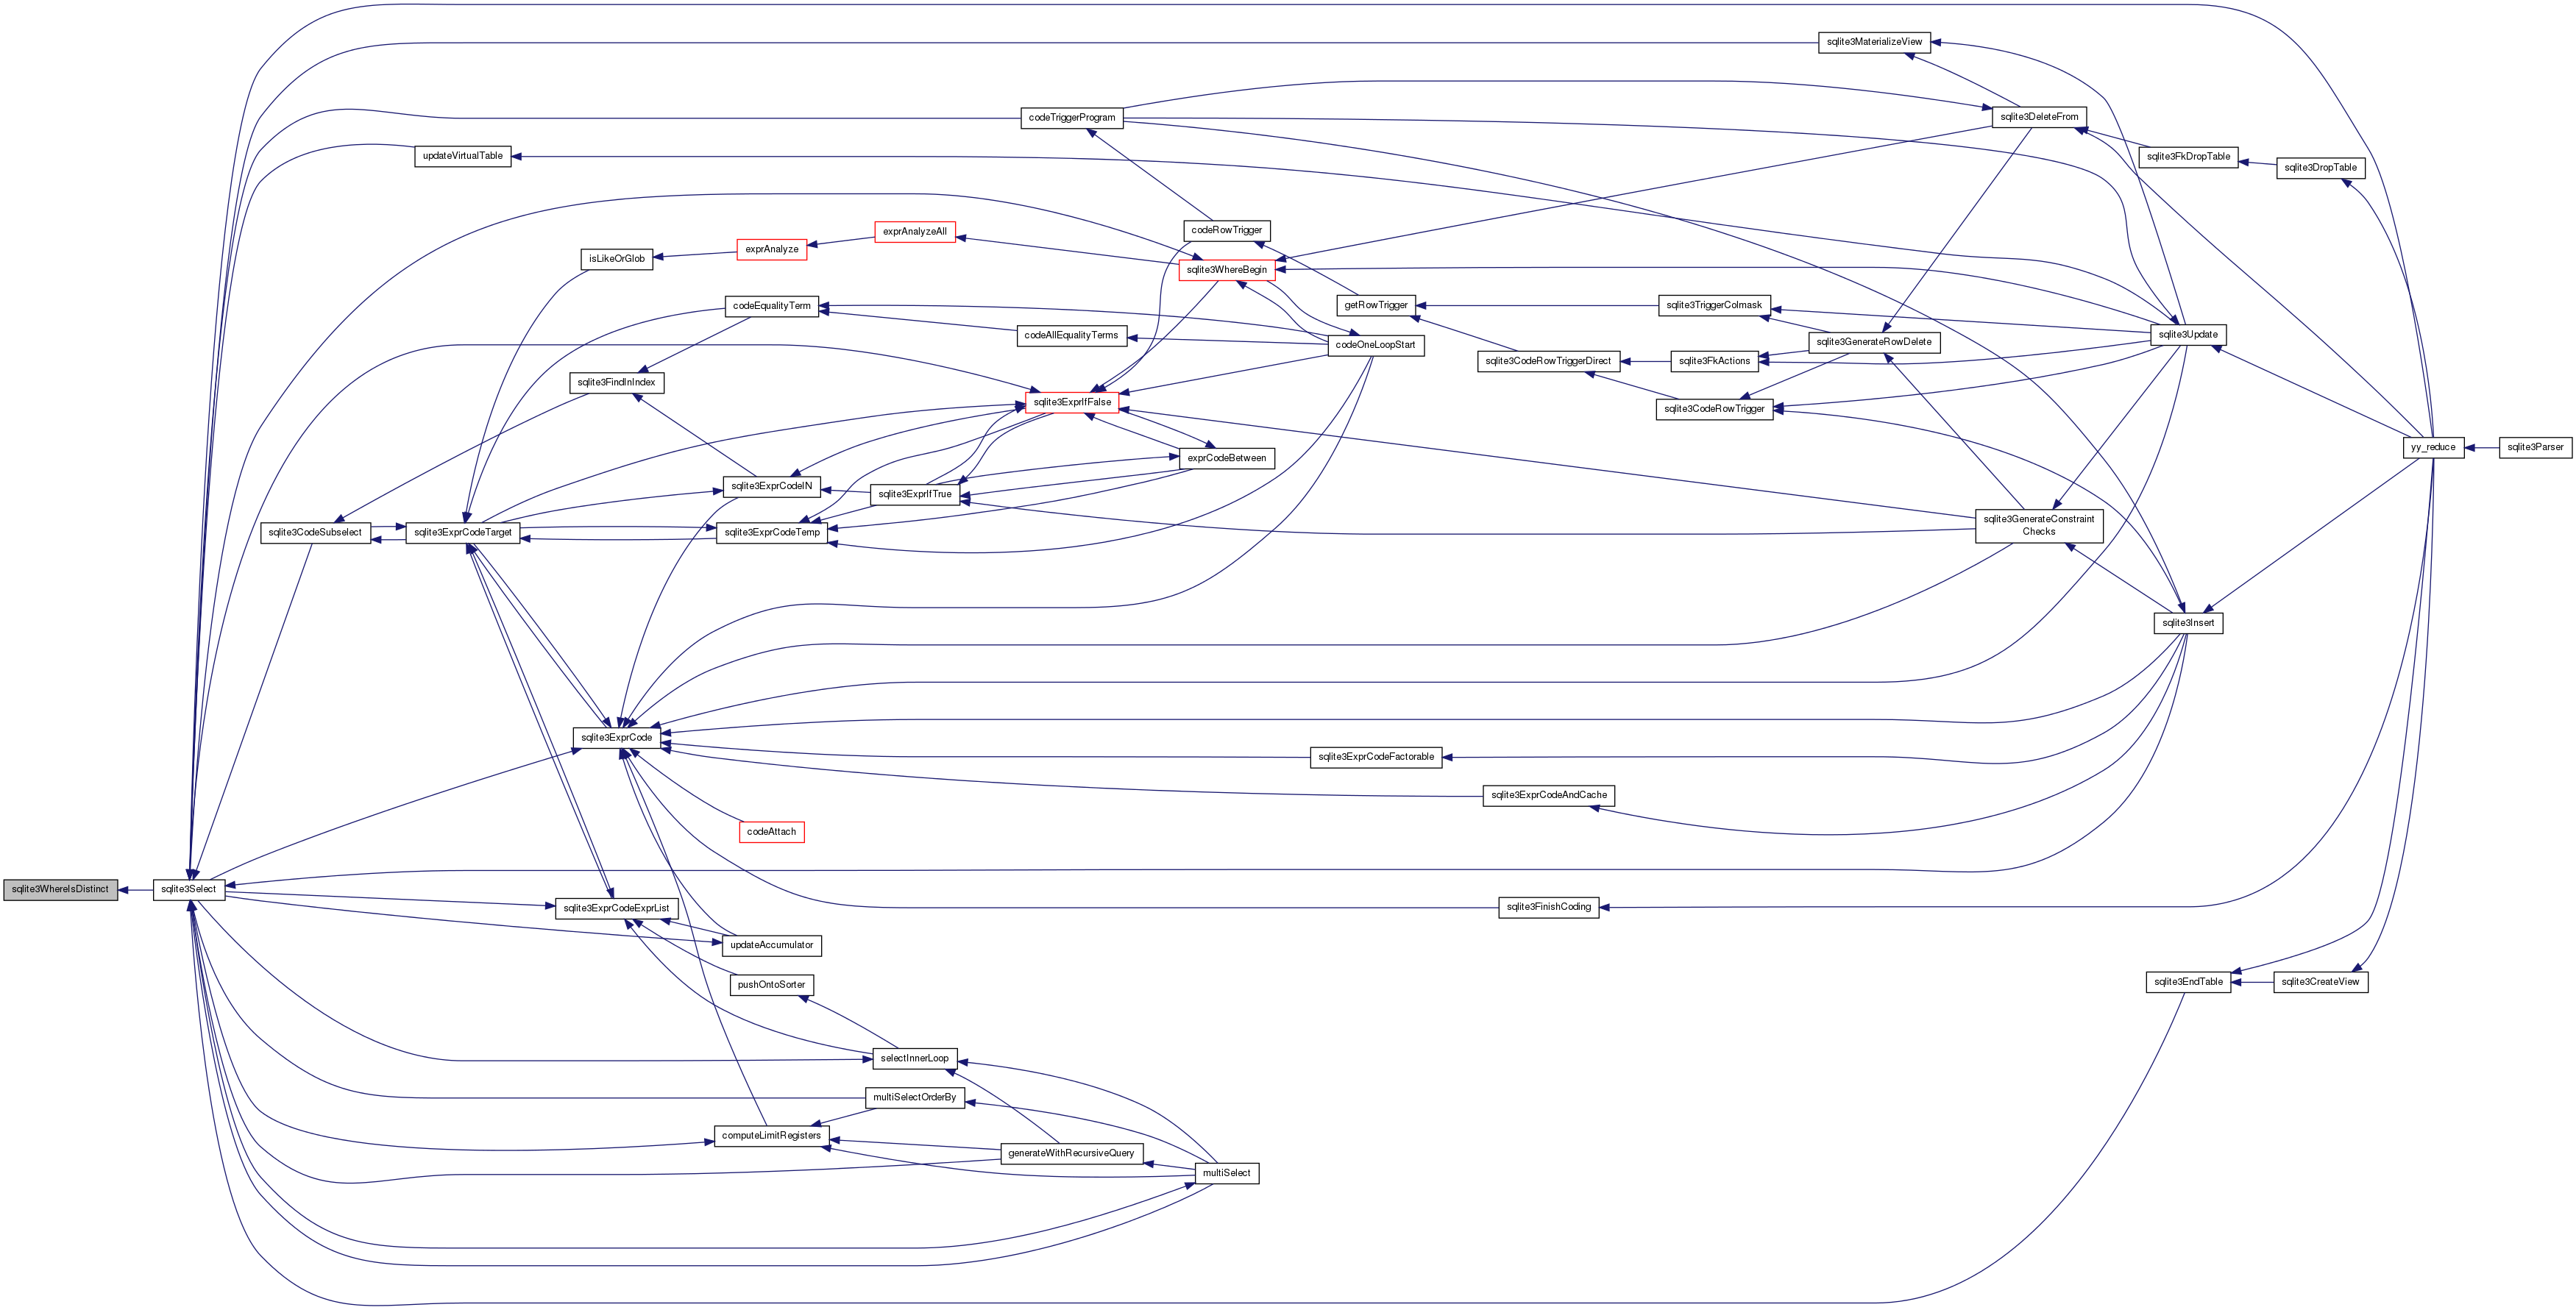 sqlite3MaterializeView
codeTriggerProgram
sqlite3DeleteFrom
updateVirtualTable
sqlite3FkDropTable
sqlite3DropTable
codeRowTrigger
exprAnalyzeAll
exprAnalyze
isLikeOrGlob
sqlite3WhereBegin
codeEqualityTerm
getRowTrigger
sqlite3TriggerColmask
codeAllEqualityTerms
codeOneLoopStart
sqlite3GenerateRowDelete
sqlite3Update
sqlite3CodeRowTriggerDirect
sqlite3FkActions
sqlite3FindInIndex
sqlite3ExprIfFalse
sqlite3CodeRowTrigger
yy_reduce
sqlite3Parser
exprCodeBetween
sqlite3ExprCodeIN
sqlite3ExprIfTrue
sqlite3CodeSubselect
sqlite3ExprCodeTarget
sqlite3ExprCodeTemp
sqlite3GenerateConstraint
Checks
sqlite3Insert
sqlite3ExprCode
sqlite3ExprCodeFactorable
sqlite3ExprCodeAndCache
codeAttach
sqlite3WhereIsDistinct
sqlite3Select
sqlite3ExprCodeExprList
sqlite3FinishCoding
updateAccumulator
pushOntoSorter
sqlite3EndTable
sqlite3CreateView
selectInnerLoop
multiSelectOrderBy
computeLimitRegisters
generateWithRecursiveQuery
multiSelect